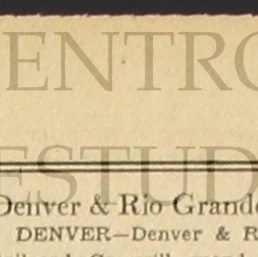 ENTRO
ESTUD
Denver & Rio Grande
DENVER—Denver & R